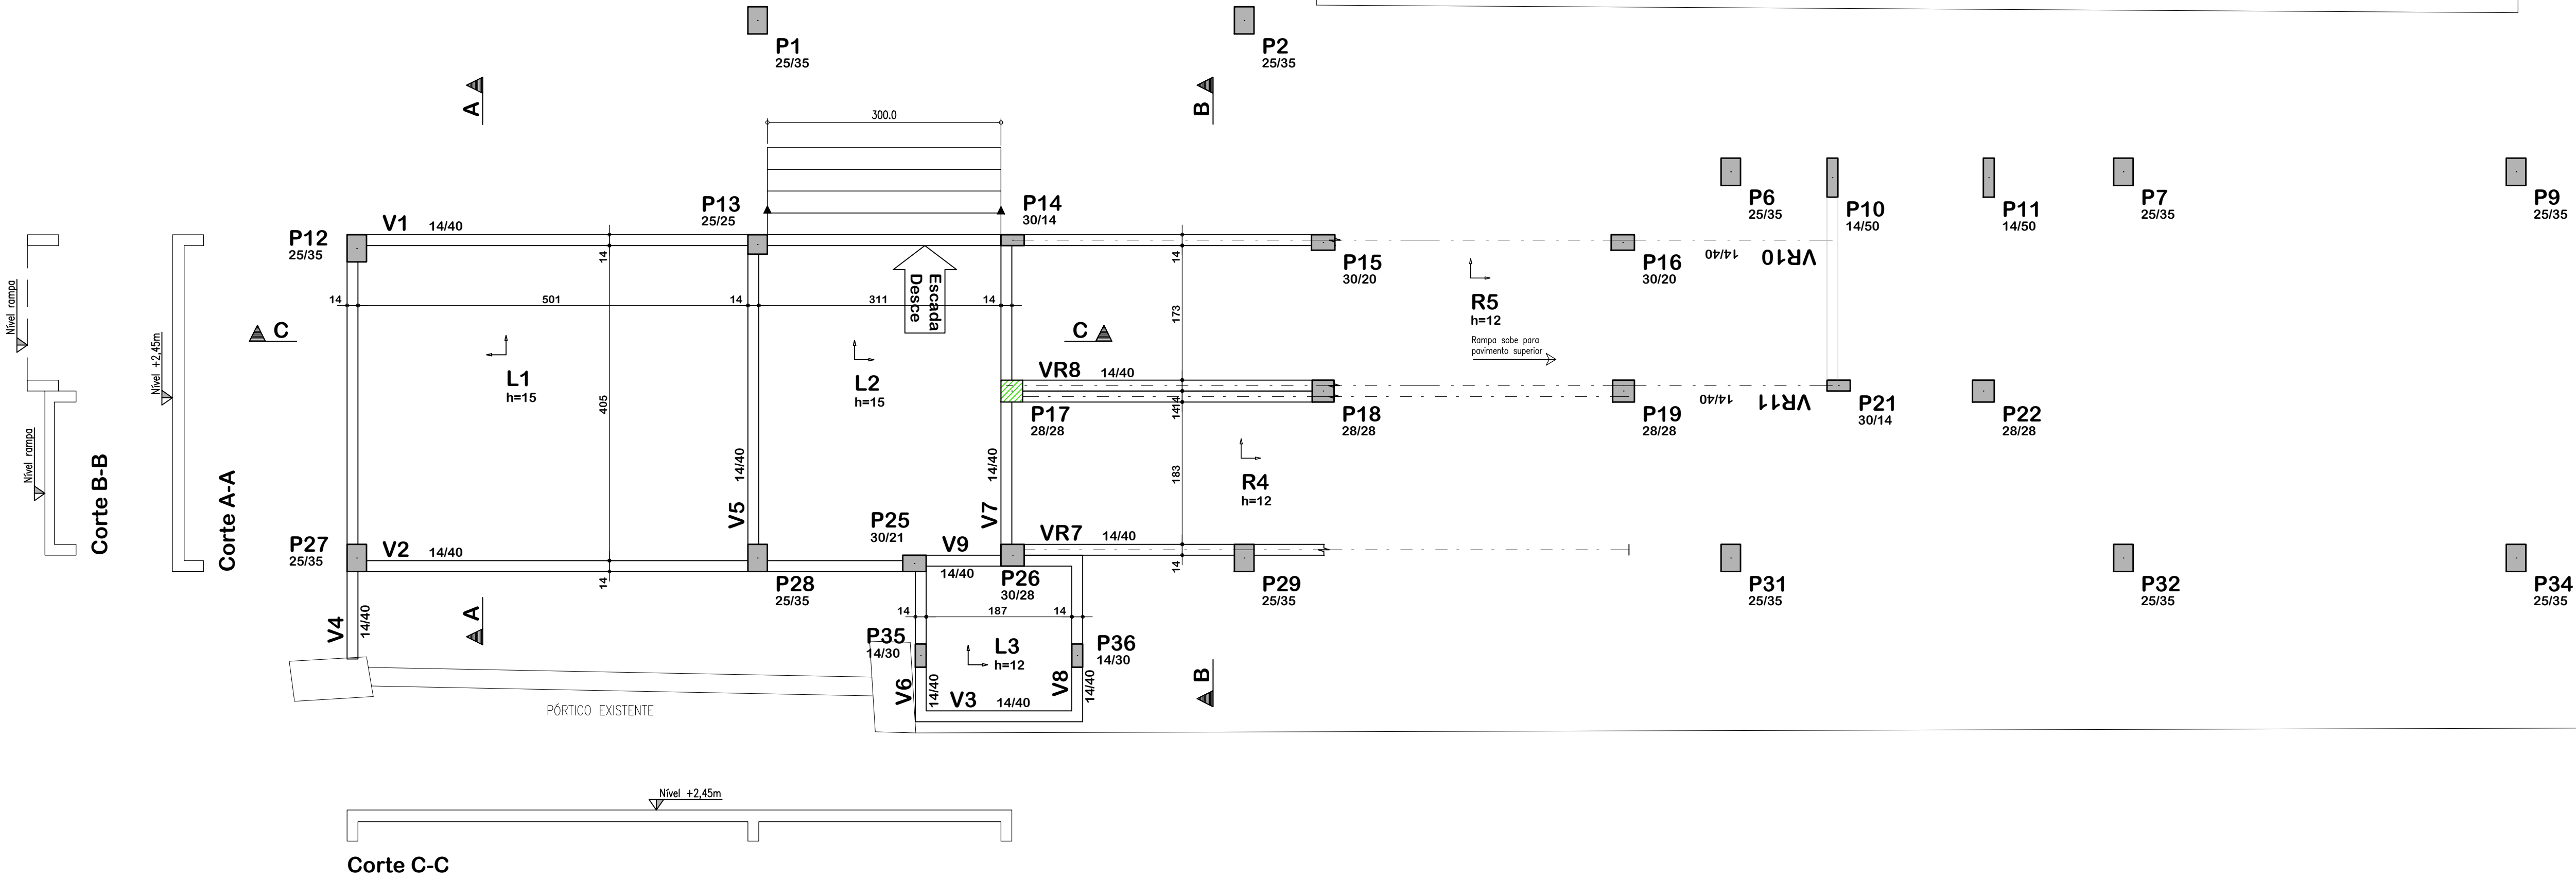 P1
25/35
P2
25/35
A
B
300.0
P6
25/35
P10
14/50
P11
14/50
P7
25/35
P9
25/35
P12
25/35
V1 14/40
P13
25/25
P14
30/14
14
14
P15
30/20
P16
30/20
14/40 VR10
Escada
Desce
14
501
14
311
14
173
R5
h=12
Rampa sobe para
pavimento superior
C
C
Nível rampa
Nível +2,45m
L1
h=15
L2
h=15
405
VR8 14/40
14
14
P17
28/28
P18
28/28
P19
28/28
14/40 VR11
P21
30/14
P22
28/28
Nível rampa
Corte B-B
Corte A-A
14/40
V5
14/40
V7
183
R4
h=12
P27
25/35
V2 14/40
P25
30/21
V9
14/40
VR7 14/40
14
14
P28
25/35
P26
30/28
P29
25/35
P31
25/35
P32
25/35
P34
25/35
V4
14/40
A
14
187
14
P35
14/30
L3
h=12
P36
14/30
V6
14/40
V3 14/40
V8
14/40
B
PÓRTICO EXISTENTE
Nível +2,45m
Corte C-C